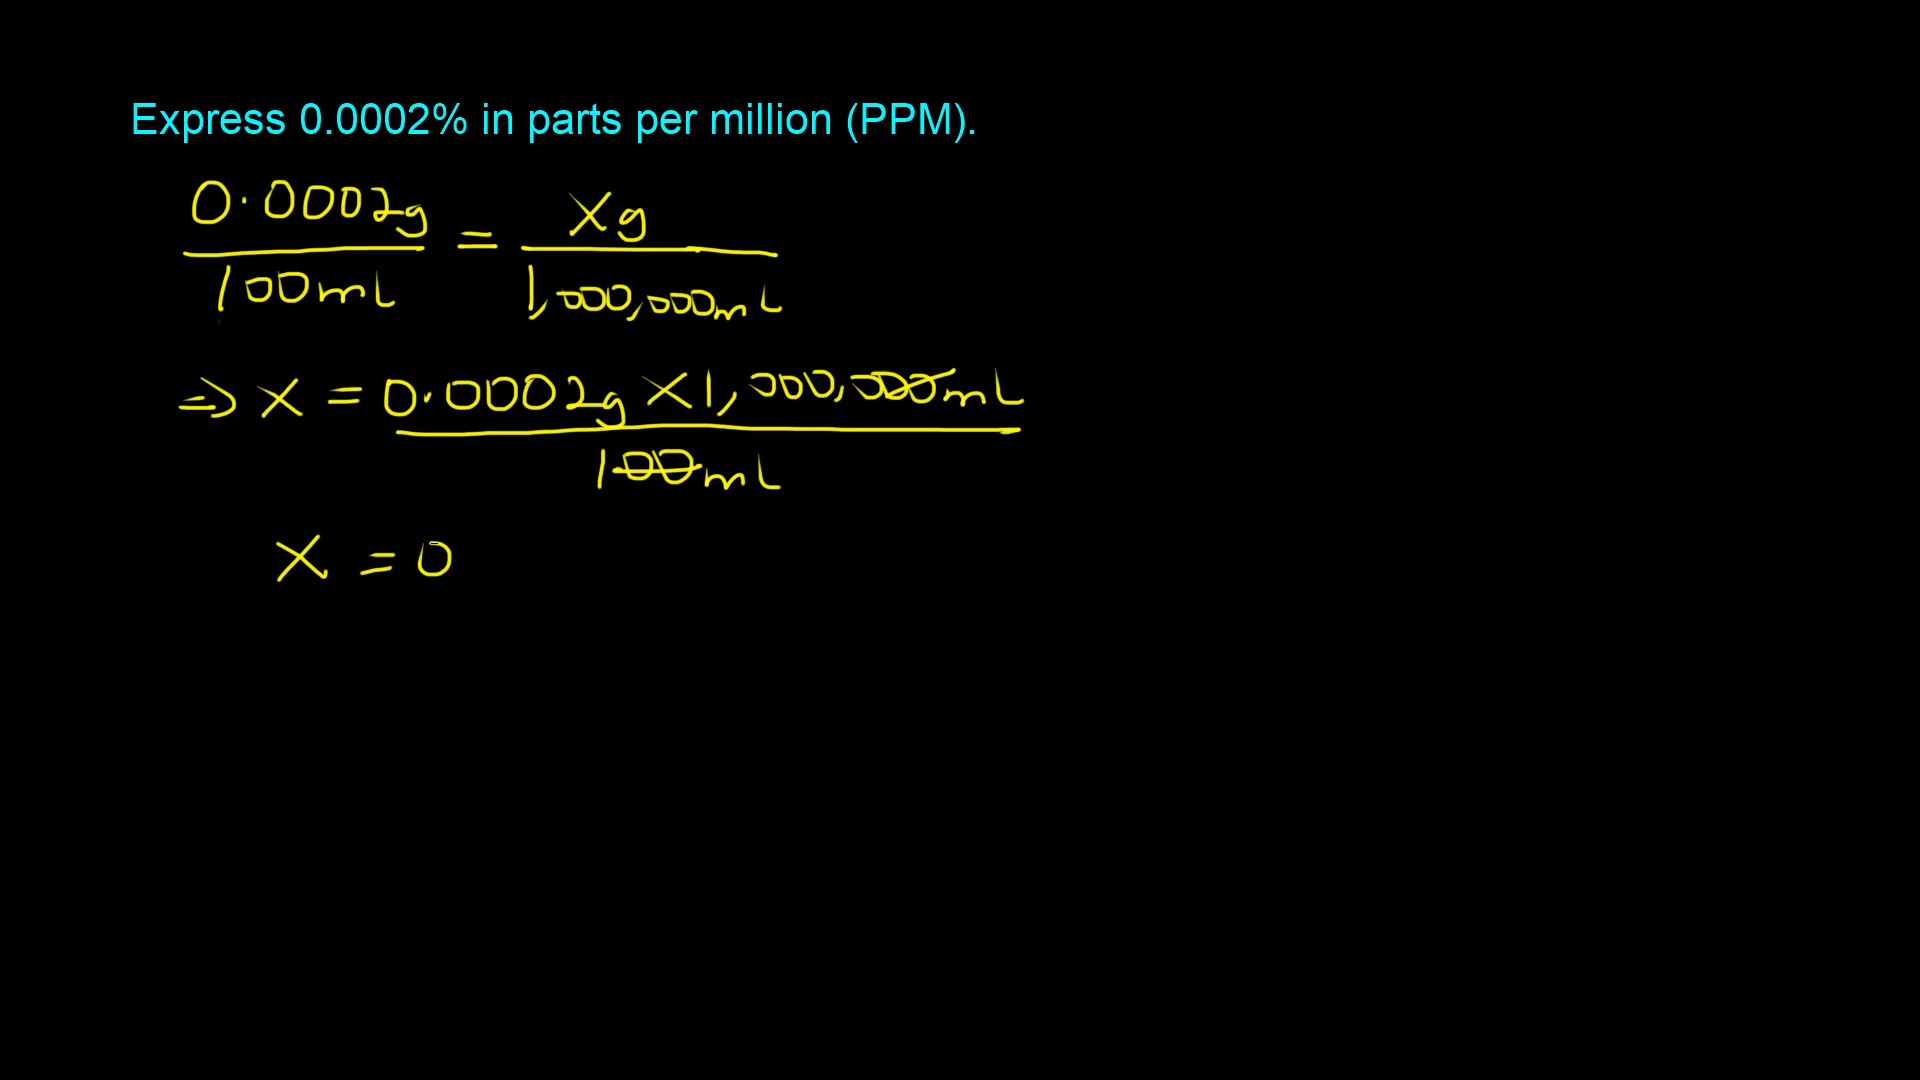 Express 0.0002% in parts per million (PPM).
0.0002g = Xg
100mL 1,000,000mL
⇒ X = 0.0002g X 1,000,000mL
100mL
X = 0